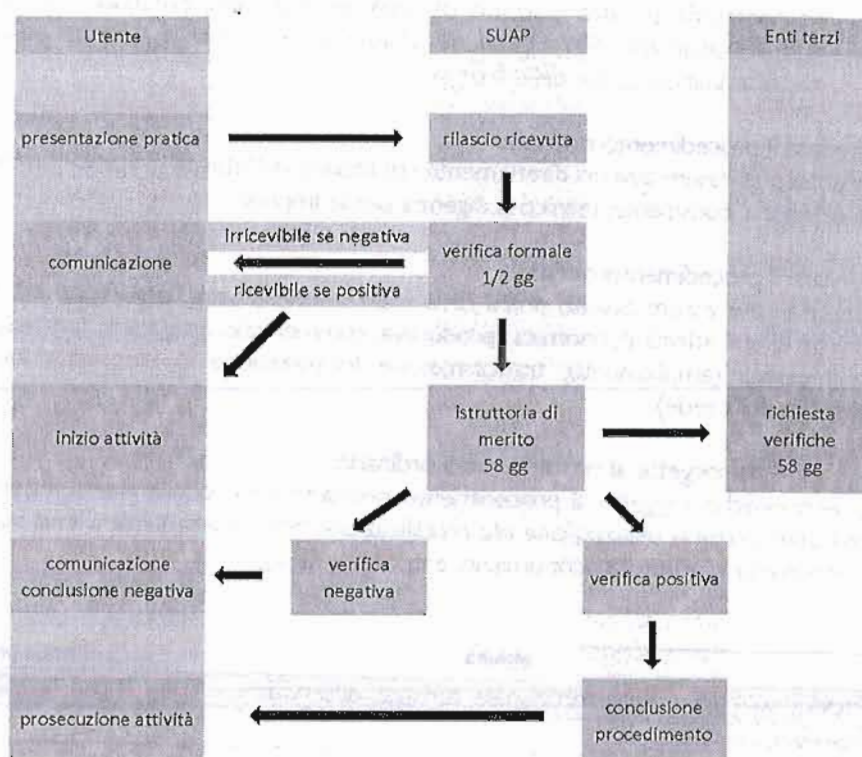 Utente
SUAP
Enti terzi
presentazione pratica
rilascio ricevuta
irricevibile se negativa
comunicazione
ricevibile se positiva
verifica formale
1/2 gg
inizio attività
istruttoria di
merito
58 gg
richiesta
verifiche
58 gg
comunicazione
conclusione negativa
verifica
negativa
verifica positiva
prosecuzione attività
conclusione
procedimento